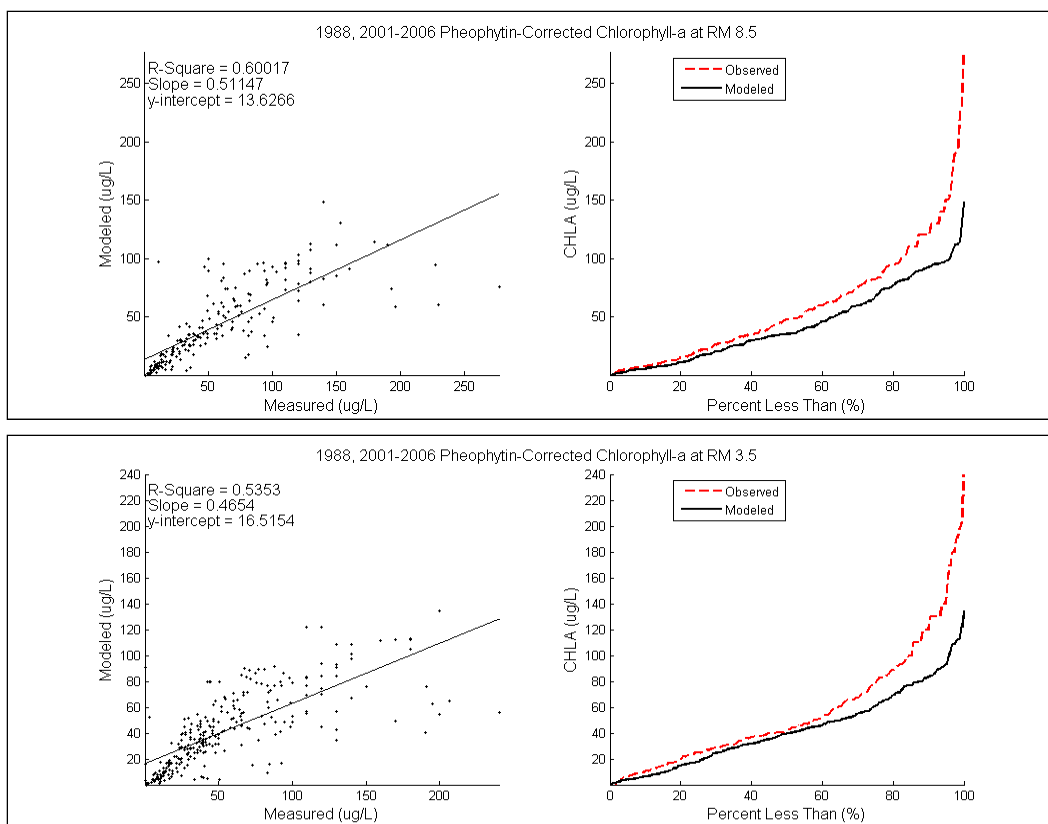 1988, 2001-2006 Pheophytin-Corrected Chlorophyll-a at RM 8.5
R-Square = 0.60017
Slope = 0.51147
y-intercept = 13.6266
Modeled (ug/L)
250
200
150
100
50
50 100 150 200 250
Measured (ug/L)
Observed
Modeled
CHLA (ug/L)
250
200
150
100
50
0 20 40 60 80 100
Percent Less Than (%)
1988, 2001-2006 Pheophytin-Corrected Chlorophyll-a at RM 3.5
R-Square = 0.5353
Slope = 0.4654
y-intercept = 16.5154
Modeled (ug/L)
240
220
200
180
160
140
120
100
80
60
40
20
50 100 150 200
Measured (ug/L)
Observed
Modeled
CHLA (ug/L)
240
220
200
180
160
140
120
100
80
60
40
20
0 20 40 60 80 100
Percent Less Than (%)